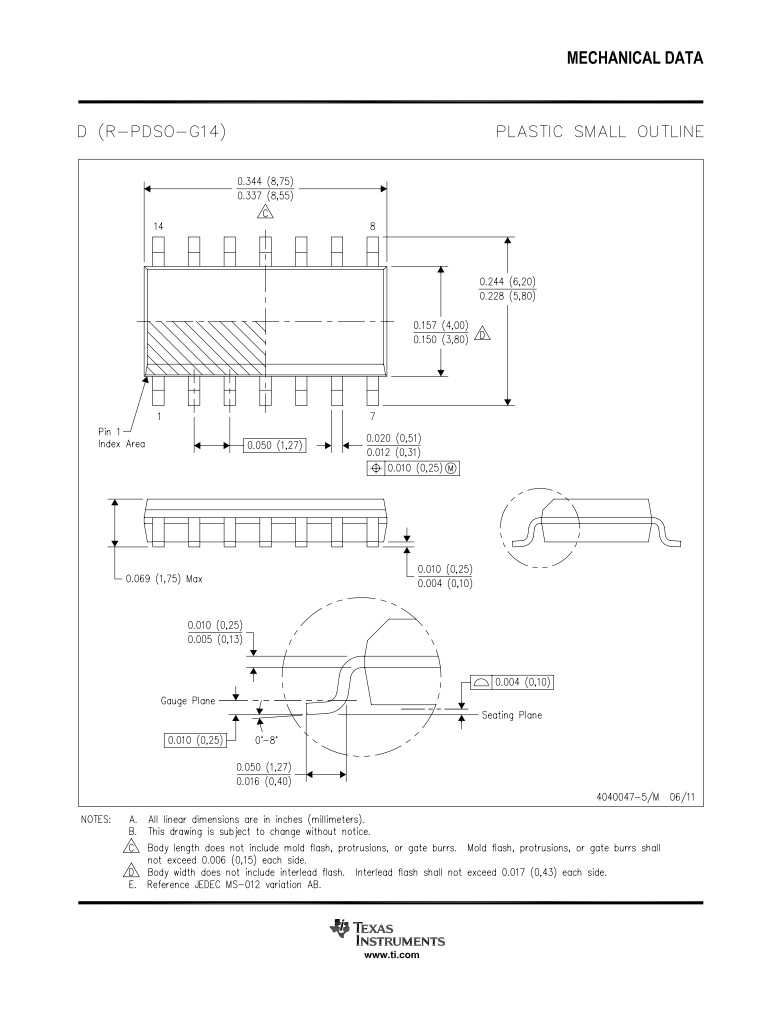 MECHANICAL DATA
D (R-PDSO-G14)
PLASTIC SMALL OUTLINE
0.344 (8,75)
0.337 (8,55)
C
14
8
0.244 (6,20)
0.228 (5,80)
0.157 (4,00)
0.150 (3,80)
D
1
7
Pin 1
Index Area
0.050 (1,27)
0.020 (0,51)
0.012 (0,31)
⌖ 0.010 (0,25) Ⓜ
0.069 (1,75) Max
0.010 (0,25)
0.004 (0,10)
0.010 (0,25)
0.005 (0,13)
0.004 (0,10)
Gauge Plane
Seating Plane
0.010 (0,25)
0°-8°
0.050 (1,27)
0.016 (0,40)
4040047-5/M 06/11
NOTES: A. All linear dimensions are in inches (millimeters).
B. This drawing is subject to change without notice.
C Body length does not include mold flash, protrusions, or gate burrs. Mold flash, protrusions, or gate burrs shall
not exceed 0.006 (0,15) each side.
D Body width does not include interlead flash. Interlead flash shall not exceed 0.017 (0,43) each side.
E. Reference JEDEC MS-012 variation AB.
TEXAS
INSTRUMENTS
www.ti.com